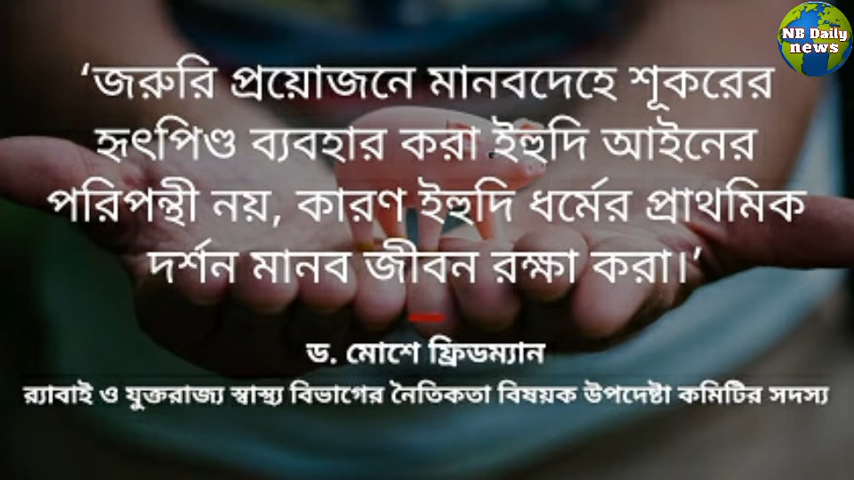 NB Daily
news
‘জরুরি প্রয়োজনে মানবদেহে শূকরের
হৃৎপিণ্ড ব্যবহার করা ইহুদি আইনের
পরিপন্থী নয়, কারণ ইহুদি ধর্মের প্রাথমিক
দর্শন মানব জীবন রক্ষা করা।’
ড. মোশে ফ্রিডম্যান
র‍্যাবাই ও যুক্তরাজ্য স্বাস্থ্য বিভাগের নৈতিকতা বিষয়ক উপদেষ্টা কমিটির সদস্য